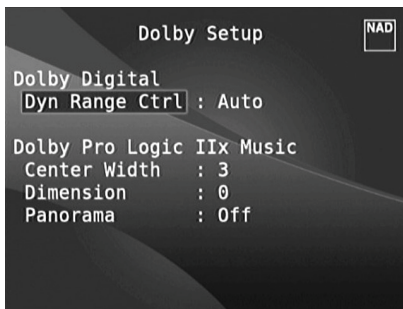 Dolby Setup
NAD
Dolby Digital
Dyn Range Ctrl : Auto
Dolby Pro Logic IIx Music
Center Width : 3
Dimension : 0
Panorama : Off